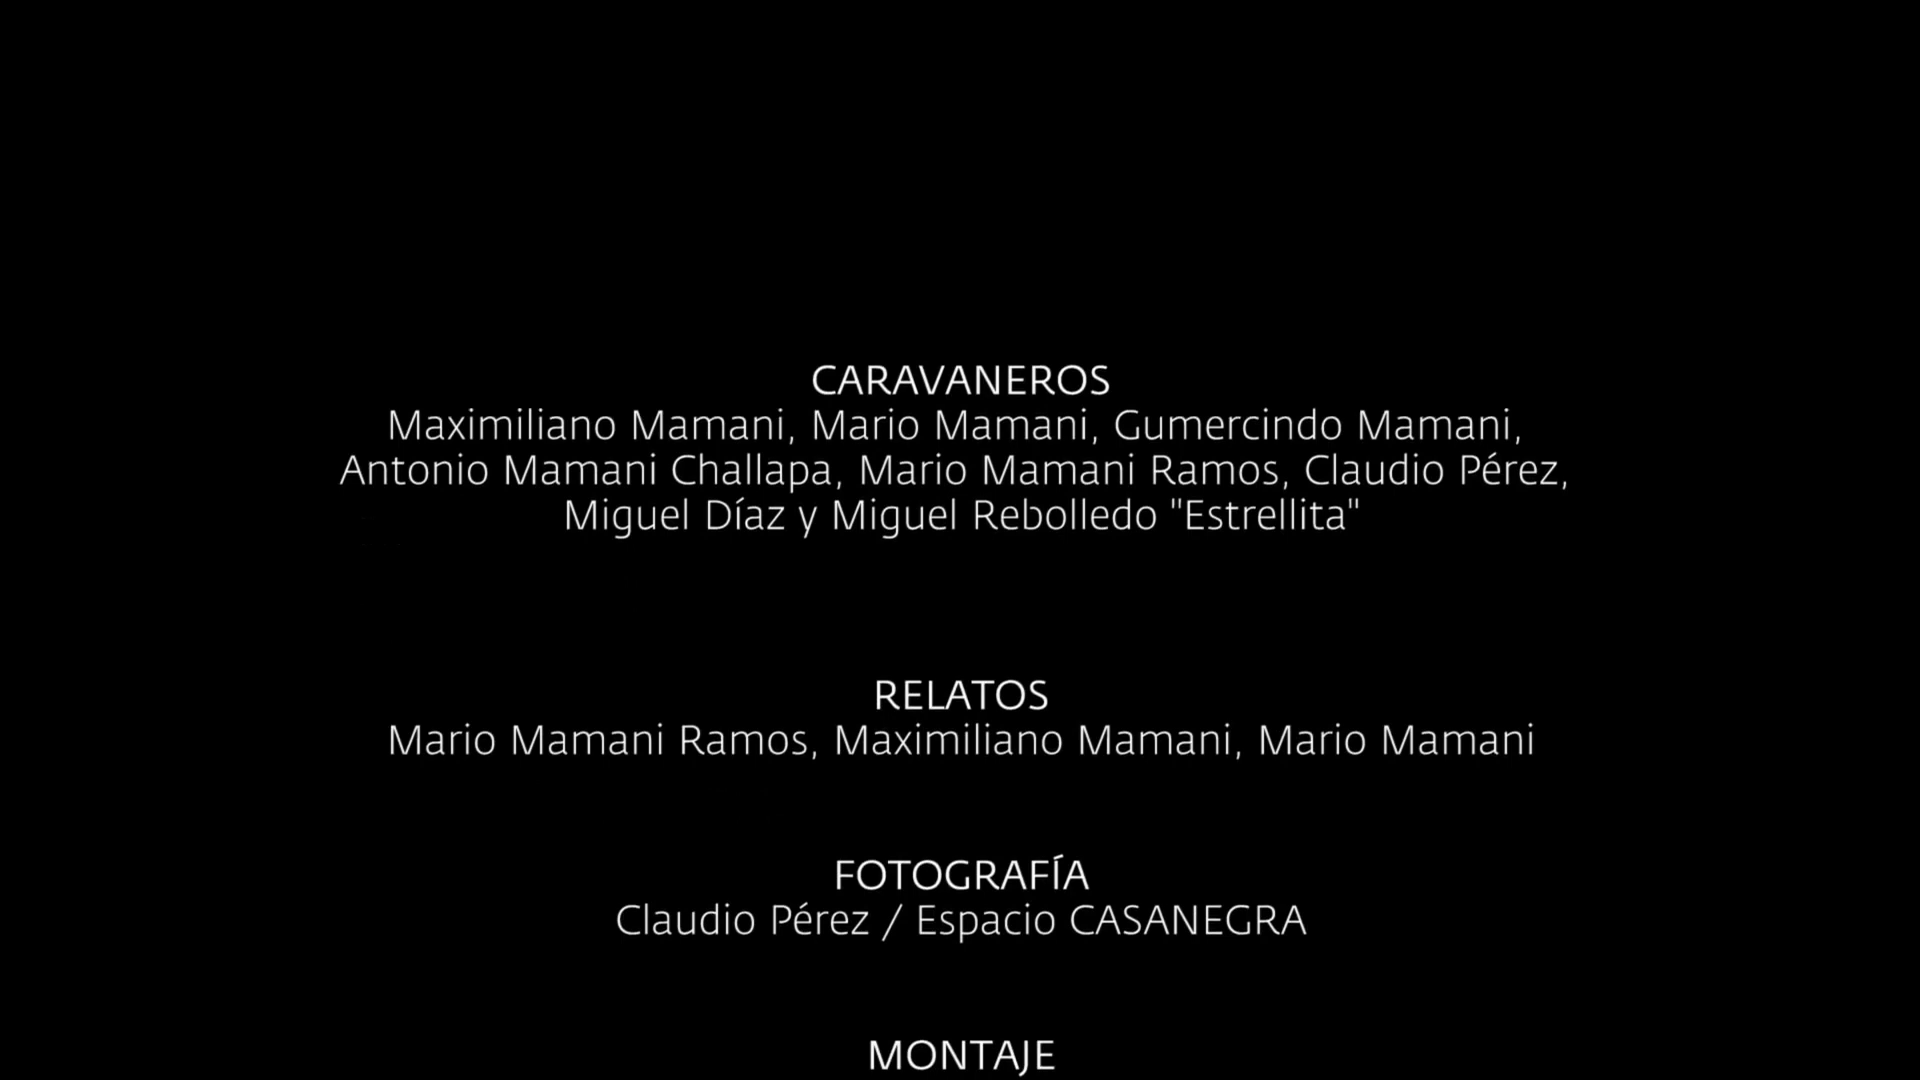 CARAVANEROS
Maximiliano Mamani, Mario Mamani, Gumercindo Mamani,
Antonio Mamani Challapa, Mario Mamani Ramos, Claudio Pérez,
Miguel Díaz y Miguel Rebolledo "Estrellita"
RELATOS
Mario Mamani Ramos, Maximiliano Mamani, Mario Mamani
FOTOGRAFÍA
Claudio Pérez / Espacio CASANEGRA
MONTAJE